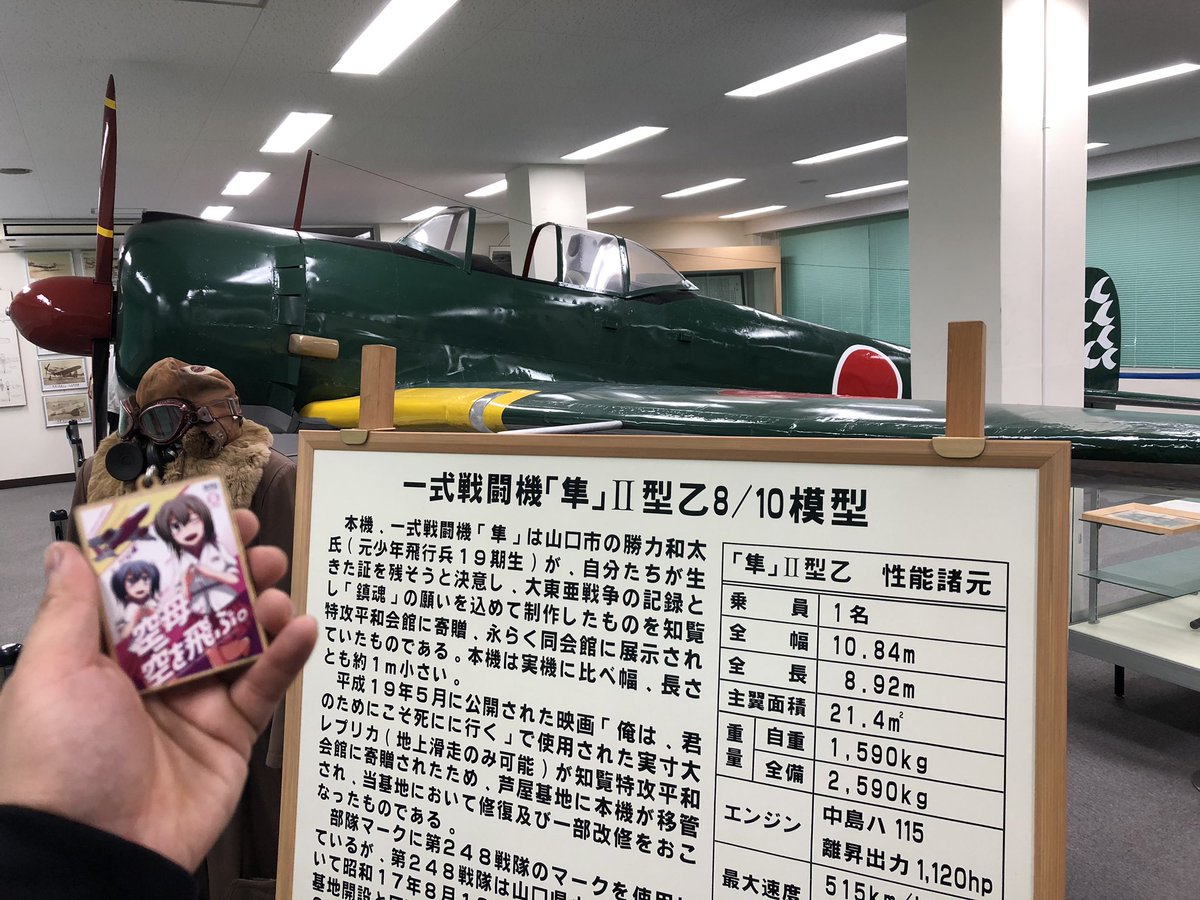 一式戦闘機「隼」Ⅱ型乙8/10模型
本機、一式戦闘機「隼」は山口市の勝力和太
氏(元少年飛行兵19期生)が、自分たちが生
きた証を残そうと決意し、大東亜戦争の記録と
し「鎮魂」の願いを込めて制作したものを知覧
特攻平和会館に寄贈、永らく同会館に展示され
ていたものである。本機は実機に比べ幅、長さ
とも約1m小さい。
平成19年5月に公開された映画「俺は、君
のためにこそ死にに行く」で使用された実寸大
レプリカ(地上滑走のみ可能)が知覧特攻平和
会館に寄贈されたため、芦屋基地に本機が移管
され、当基地において修復及び一部改修をおこ
なったものである。
部隊マークに第248戦隊のマークを使用し
ているが、第248戦隊は山口県
いて昭和17年8月1
基地開設と
「隼」Ⅱ型乙 性能諸元
乗員 1名
全幅 10.84m
全長 8.92m
主翼面積 21.4㎡
重量 自重 1,590kg
全備 2,590kg
エンジン 中島ハ115
離昇出力1,120hp
最大速度 515km/
空母
空を飛ぶ。